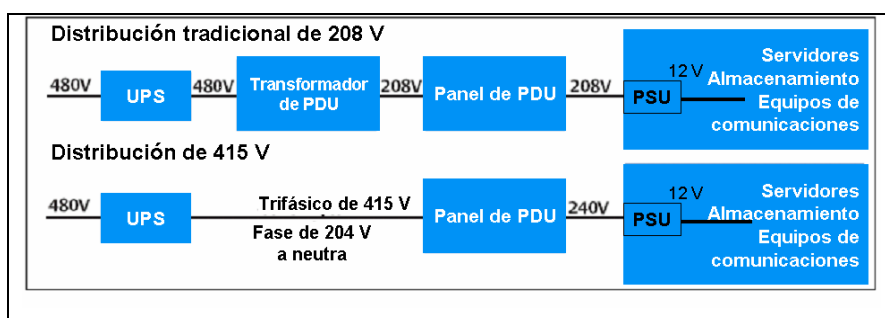 Distribución tradicional de 208 V
480V
UPS
480V
Transformador
de PDU
208V
Panel de PDU
208V
PSU
12 V
Servidores
Almacenamiento
Equipos de
comunicaciones
Distribución de 415 V
480V
UPS
Trifásico de 415 V
Fase de 204 V
a neutra
Panel de PDU
240V
PSU
12 V
Servidores
Almacenamiento
Equipos de
comunicaciones